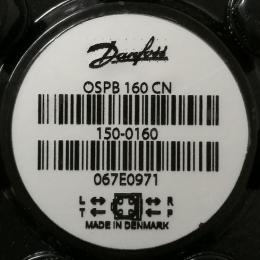 Danfoss
OSPB 160 CN
150-0160
067E0971
L R
T P
MADE IN DENMARK